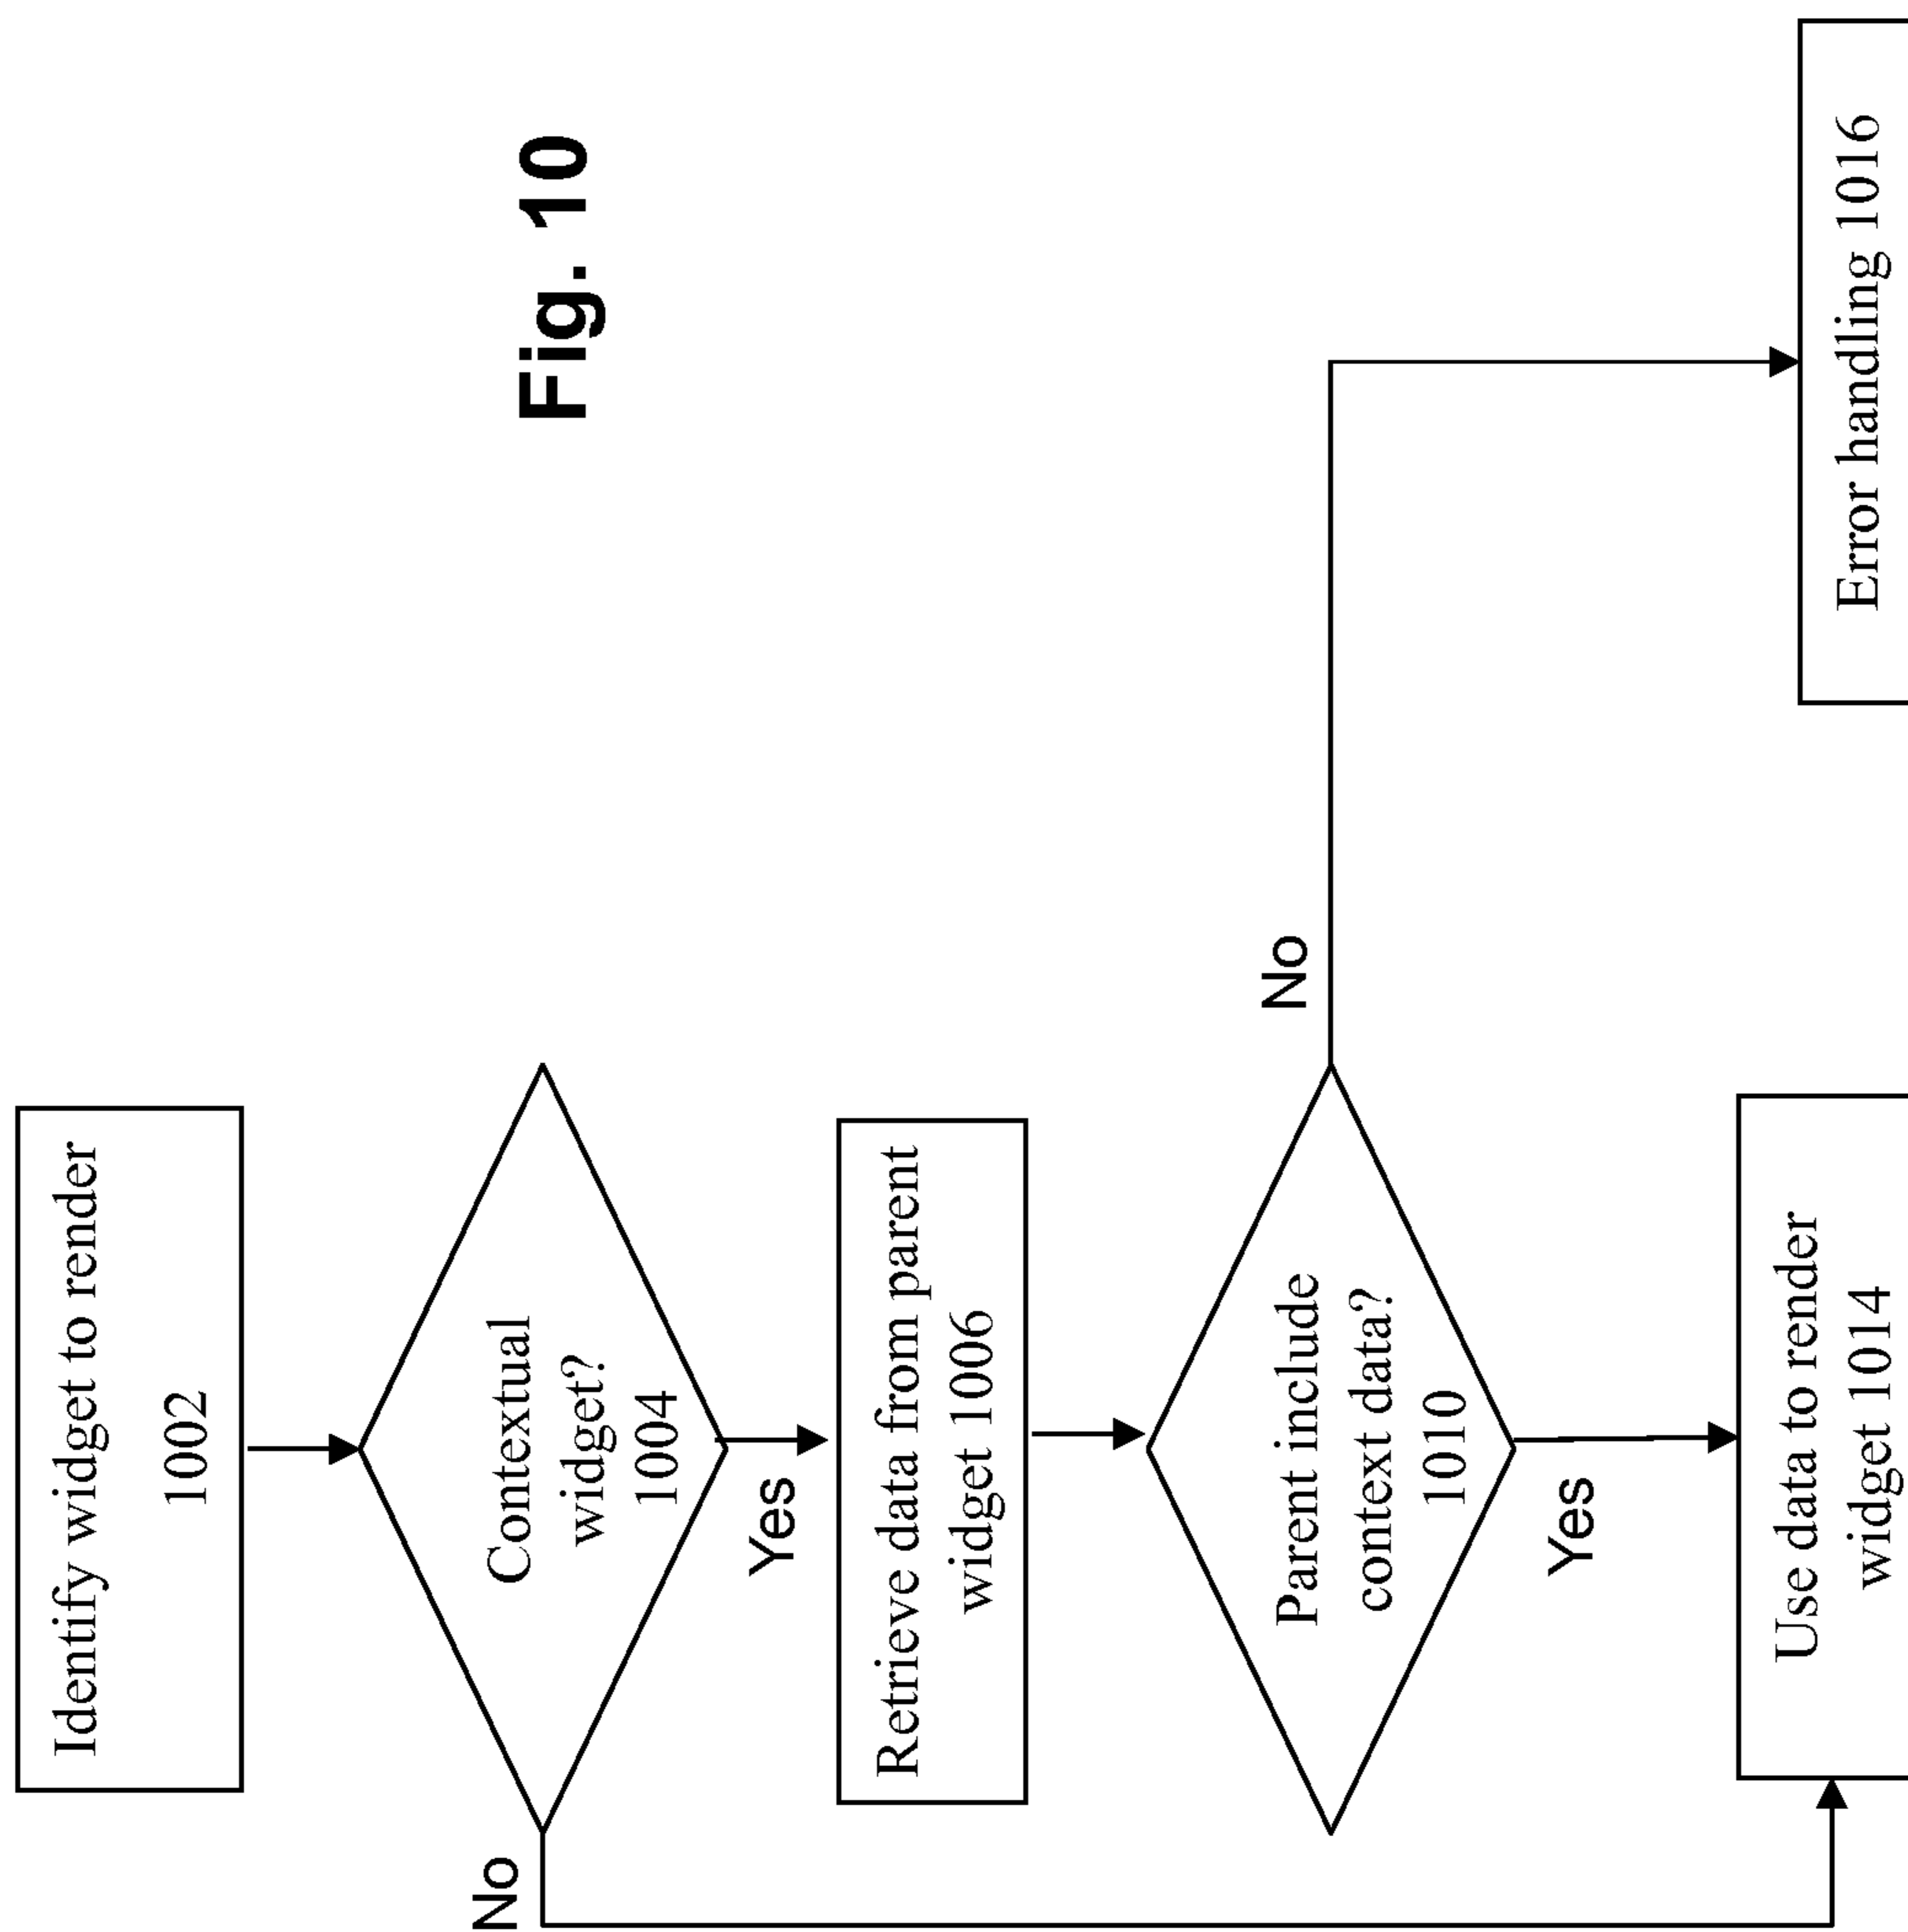 Identify widget to render
1002
No
Contextual
widget?
1004
Yes
Retrieve data from parent
widget 1006
Parent include
context data?
1010
No
Yes
Use data to render
widget 1014
Error handling 1016
Fig. 10